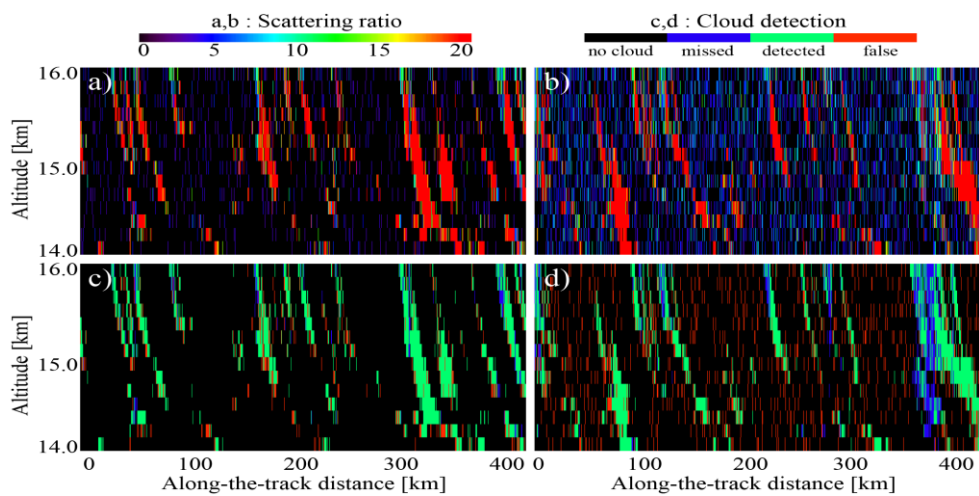 a,b : Scattering ratio
c,d : Cloud detection
0 5 10 15 20
no cloud missed detected false
16.0
a)
b)
Altitude [km]
15.0
14.0
16.0
c)
d)
Altitude [km]
15.0
14.0
0 100 200 300 400 0 100 200 300 400
Along-the-track distance [km] Along-the-track distance [km]